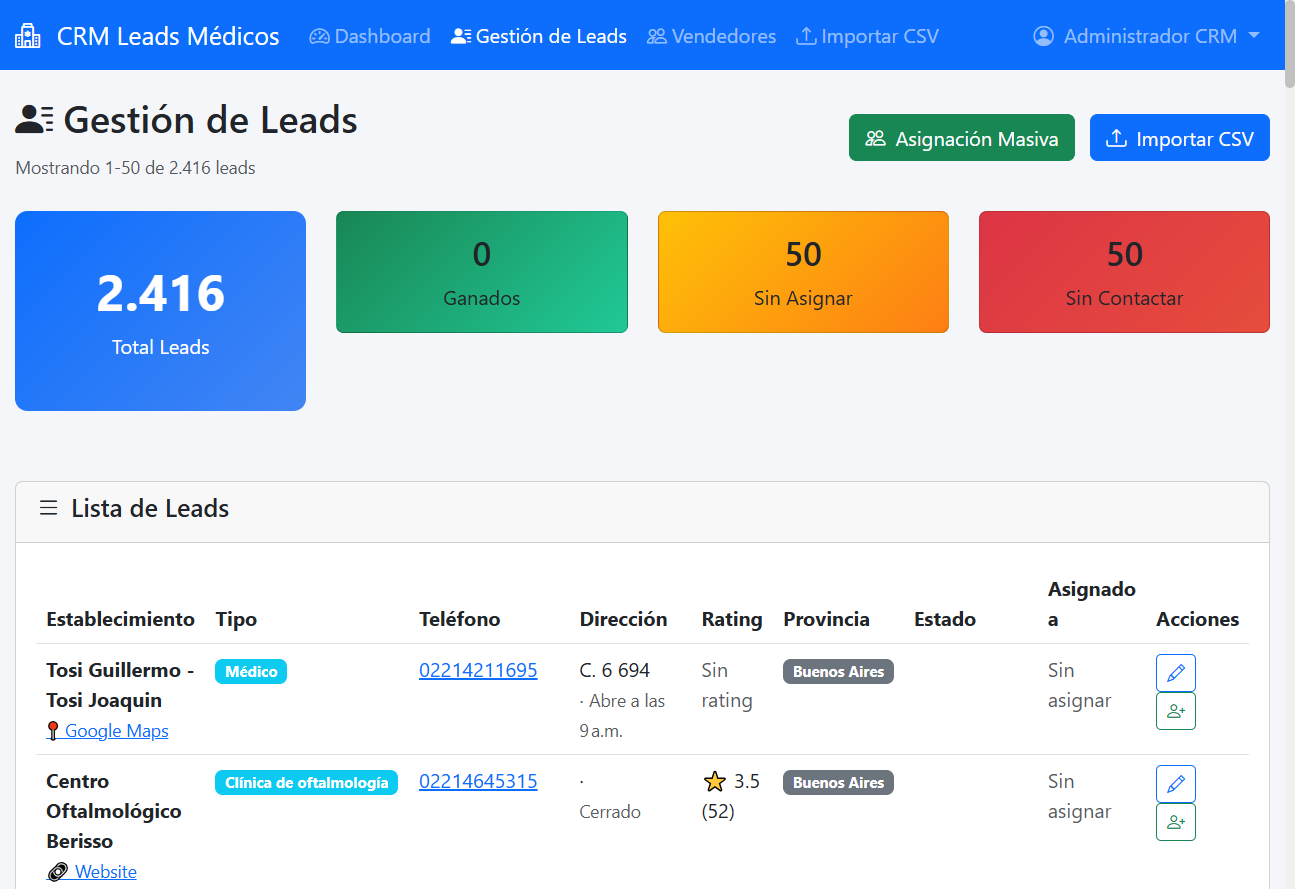 CRM Leads Médicos Dashboard Gestión de Leads Vendedores Importar CSV Administrador CRM
Gestión de Leads
Asignación Masiva Importar CSV
Mostrando 1-50 de 2.416 leads
2.416
Total Leads
0
Ganados
50
Sin Asignar
50
Sin Contactar
Lista de Leads
Establecimiento Tipo Teléfono Dirección Rating Provincia Estado Asignado a Acciones
Tosi Guillermo - Médico 02214211695 C. 6 694 Sin Buenos Aires Sin
Tosi Joaquin · Abre a las rating asignar
Google Maps 9 a.m.
Centro Clínica de oftalmología 02214645315 · 3.5 Buenos Aires Sin
Oftalmológico Cerrado (52) asignar
Berisso
Website